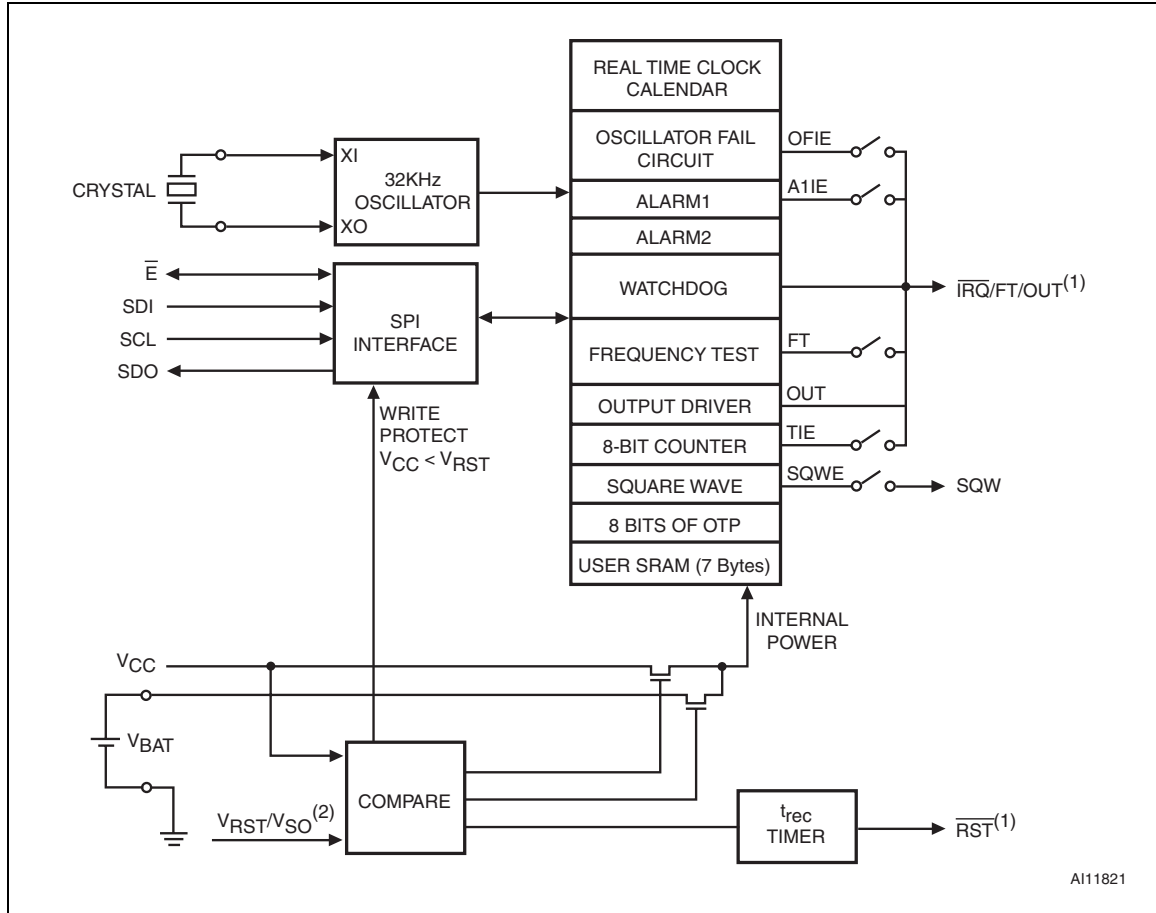 REAL TIME CLOCK
CALENDAR
OSCILLATOR FAIL
CIRCUIT
OFIE
XI
CRYSTAL
32KHz
OSCILLATOR
XO
ALARM1
A1IE
ALARM2
E
SDI
SCL
SDO
SPI
INTERFACE
WATCHDOG
IRQ/FT/OUT(1)
FREQUENCY TEST
FT
OUTPUT DRIVER
OUT
8-BIT COUNTER
TIE
SQUARE WAVE
SQWE
SQW
8 BITS OF OTP
USER SRAM (7 Bytes)
WRITE
PROTECT
VCC < VRST
INTERNAL
POWER
VCC
VBAT
COMPARE
VRST/VSO(2)
trec
TIMER
RST(1)
AI11821